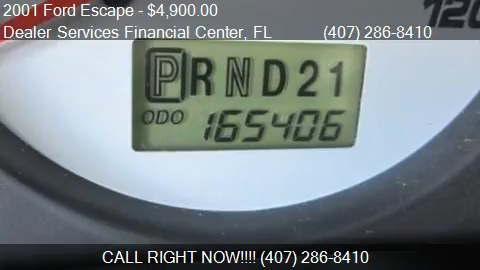 2001 Ford Escape - $4,900.00
Dealer Services Financial Center, FL (407) 286-8410
120
PRND21
ODO 165406
CALL RIGHT NOW!!!! (407) 286-8410